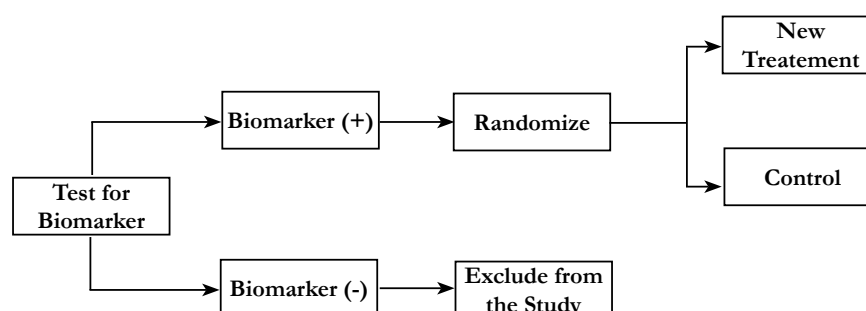 New
Treatement
Biomarker (+)
Randomize
Control
Test for
Biomarker
Biomarker (-)
Exclude from
the Study